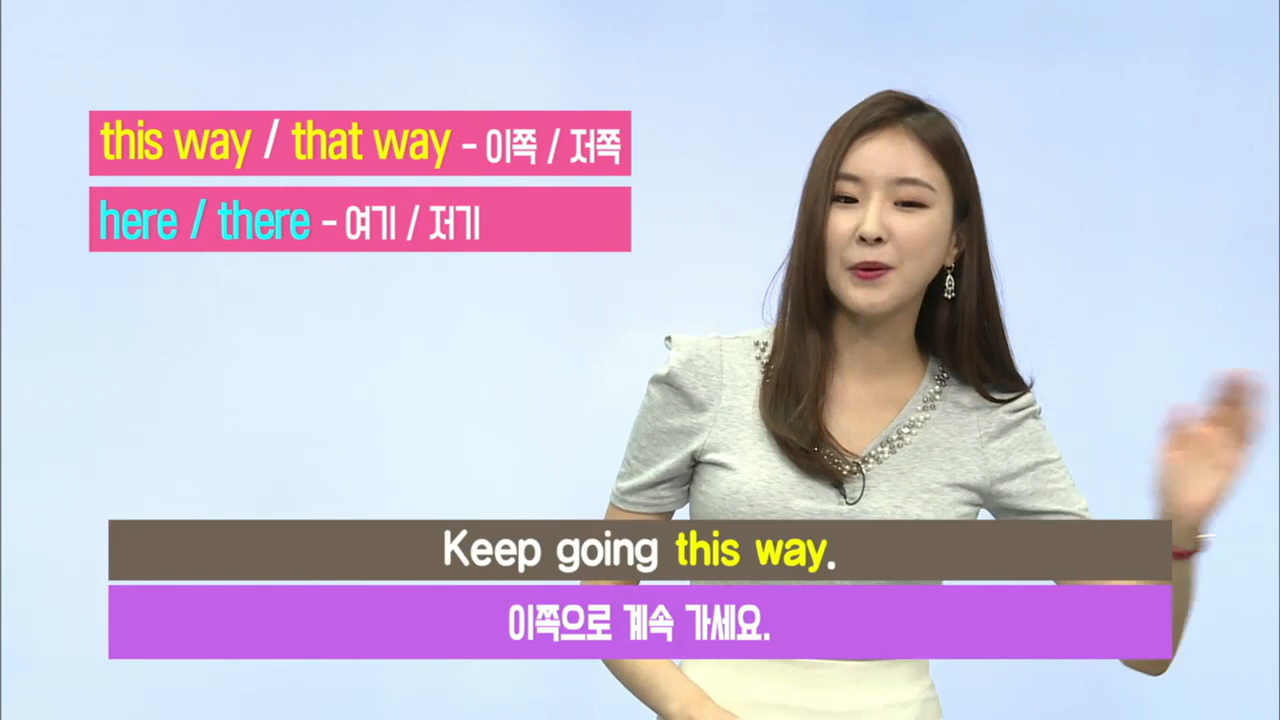 this way / that way - 이쪽 / 저쪽
here / there - 여기 / 저기
Keep going this way.
이쪽으로 계속 가세요.